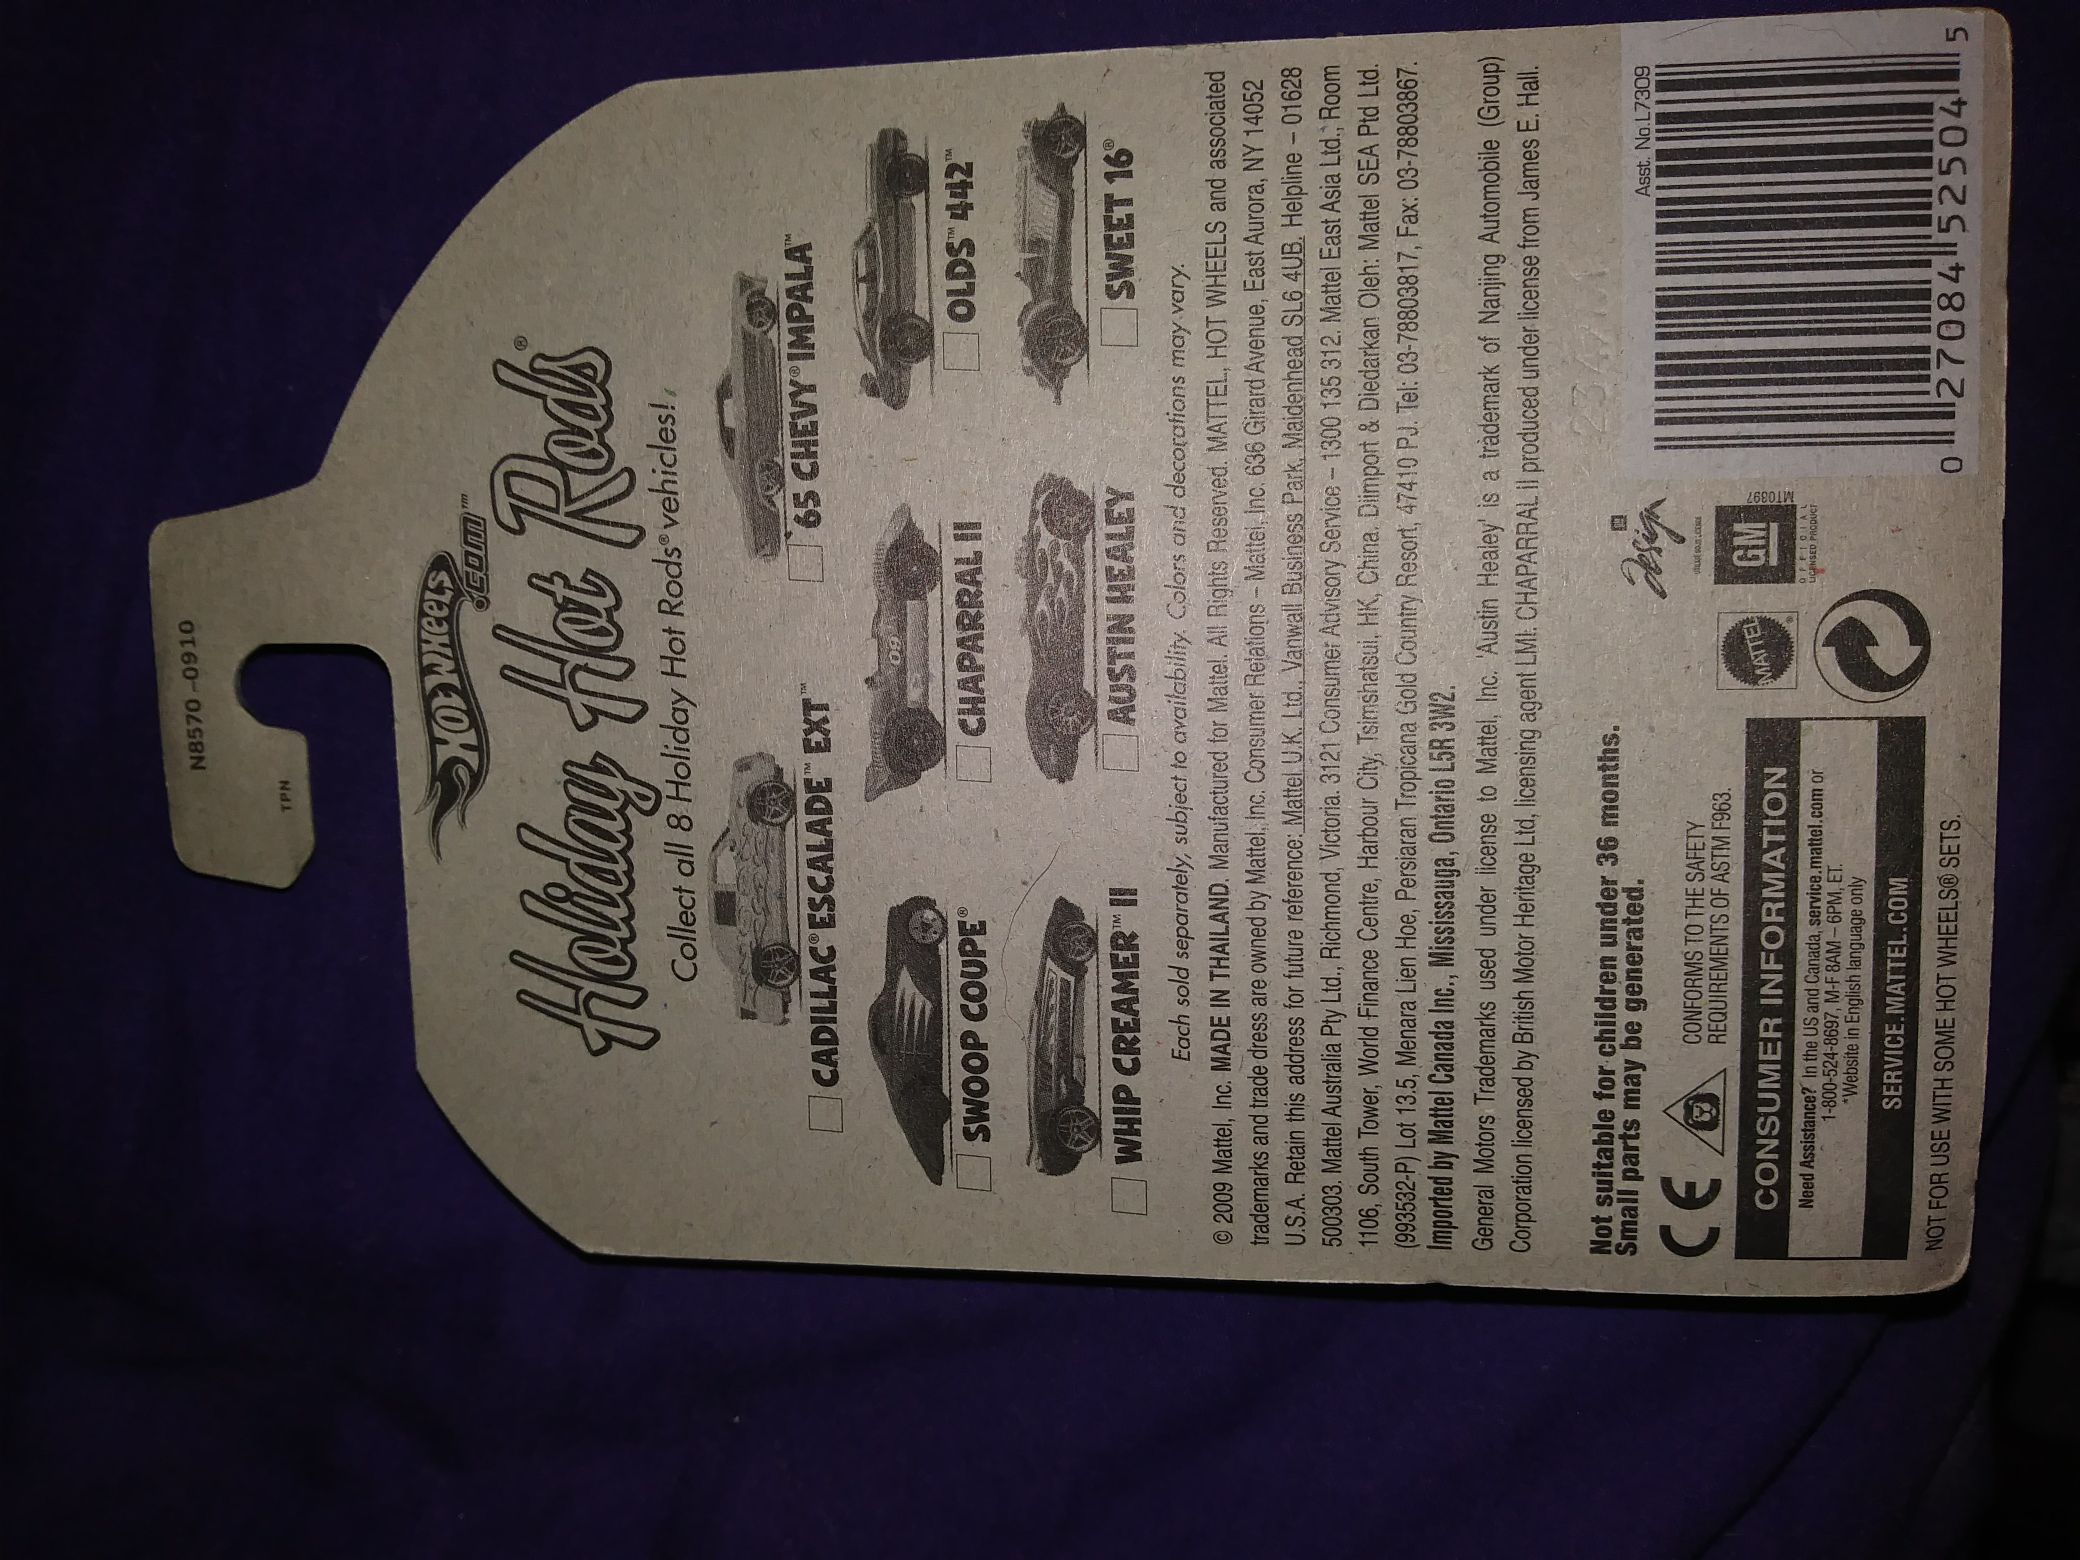 N8570-0910
TPN
HOT WHEELS
.com™
Holiday Hot Rods®
Collect all 8 Holiday Hot Rods® vehicles!
CADILLAC® ESCALADE™ EXT™
'65 CHEVY® IMPALA™
SWOOP COUPE®
CHAPARRAL II
OLDS™ 442™
WHIP CREAMER™ II
AUSTIN HEALEY
SWEET 16®
Each sold separately, subject to availability. Colors and decorations may vary.
© 2009 Mattel, Inc. MADE IN THAILAND. Manufactured for Mattel. All Rights Reserved. MATTEL, HOT WHEELS and associated
trademarks and trade dress are owned by Mattel, Inc. Consumer Relations – Mattel, Inc. 636 Girard Avenue, East Aurora, NY 14052
U.S.A. Retain this address for future reference: Mattel U.K. Ltd., Vanwall Business Park, Maidenhead SL6 4UB. Helpline – 01628
500303. Mattel Australia Pty Ltd., Richmond, Victoria. 3121 Consumer Advisory Service – 1300 135 312. Mattel East Asia Ltd., Room
1106, South Tower, World Finance Centre, Harbour City, Tsimshatsui, HK, China. Diimport & Diedarkan Oleh: Mattel SEA Ptd Ltd.
(993532-P) Lot 13.5, Menara Lien Hoe, Persiaran Tropicana Gold Country Resort, 47410 PJ. Tel: 03-78803817, Fax: 03-78803867.
Imported by Mattel Canada Inc., Mississauga, Ontario L5R 3W2.
General Motors Trademarks used under license to Mattel, Inc. 'Austin Healey' is a trademark of Nanjing Automobile (Group)
Corporation licensed by British Motor Heritage Ltd, licensing agent LMI. CHAPARRAL II produced under license from James E. Hall.
Not suitable for children under 36 months.
Small parts may be generated.
CE
CONFORMS TO THE SAFETY
REQUIREMENTS OF ASTM F963.
CONSUMER INFORMATION
Need Assistance? In the US and Canada, service.mattel.com or
1-800-524-8697, M-F 8AM – 6PM, ET.
*Website in English language only
SERVICE.MATTEL.COM
NOT FOR USE WITH SOME HOT WHEELS® SETS.
MATTEL®
Design
GM
OFFICIAL
LICENSED PRODUCT
MT0897
Asst. No.L7309
0 27084 52504 5